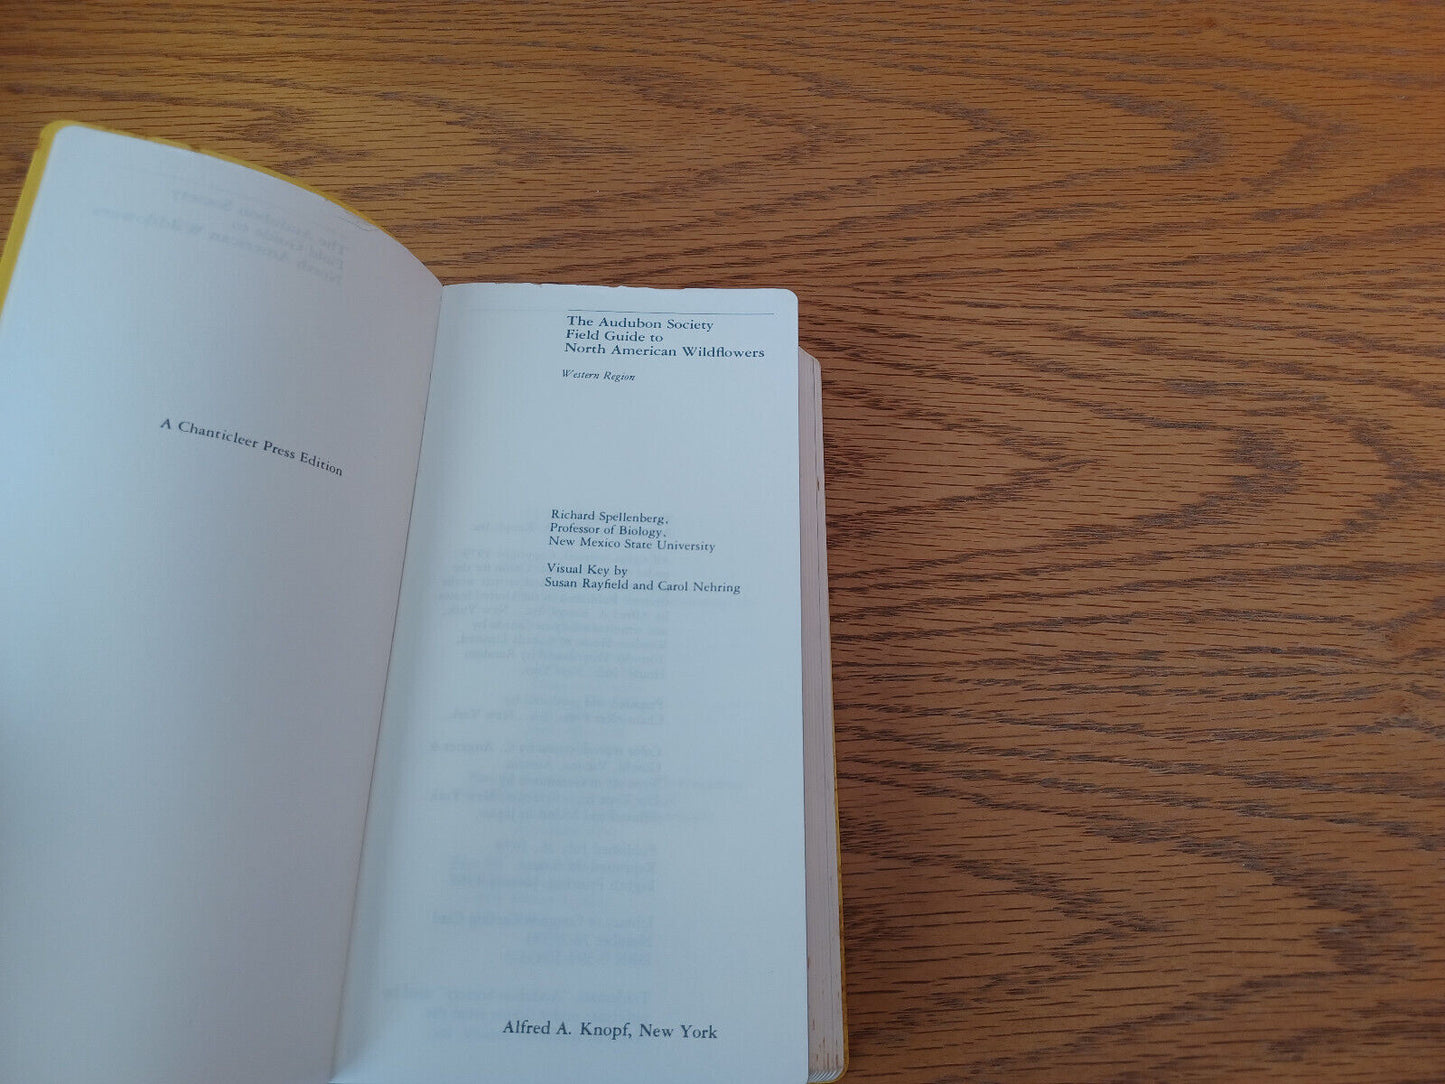 A Chanticleer Press Edition
The Audubon Society
Field Guide to
North American Wildflowers
Western Region
Richard Spellenberg,
Professor of Biology,
New Mexico State University
Visual Key by
Susan Rayfield and Carol Nehring
Alfred A. Knopf, New York